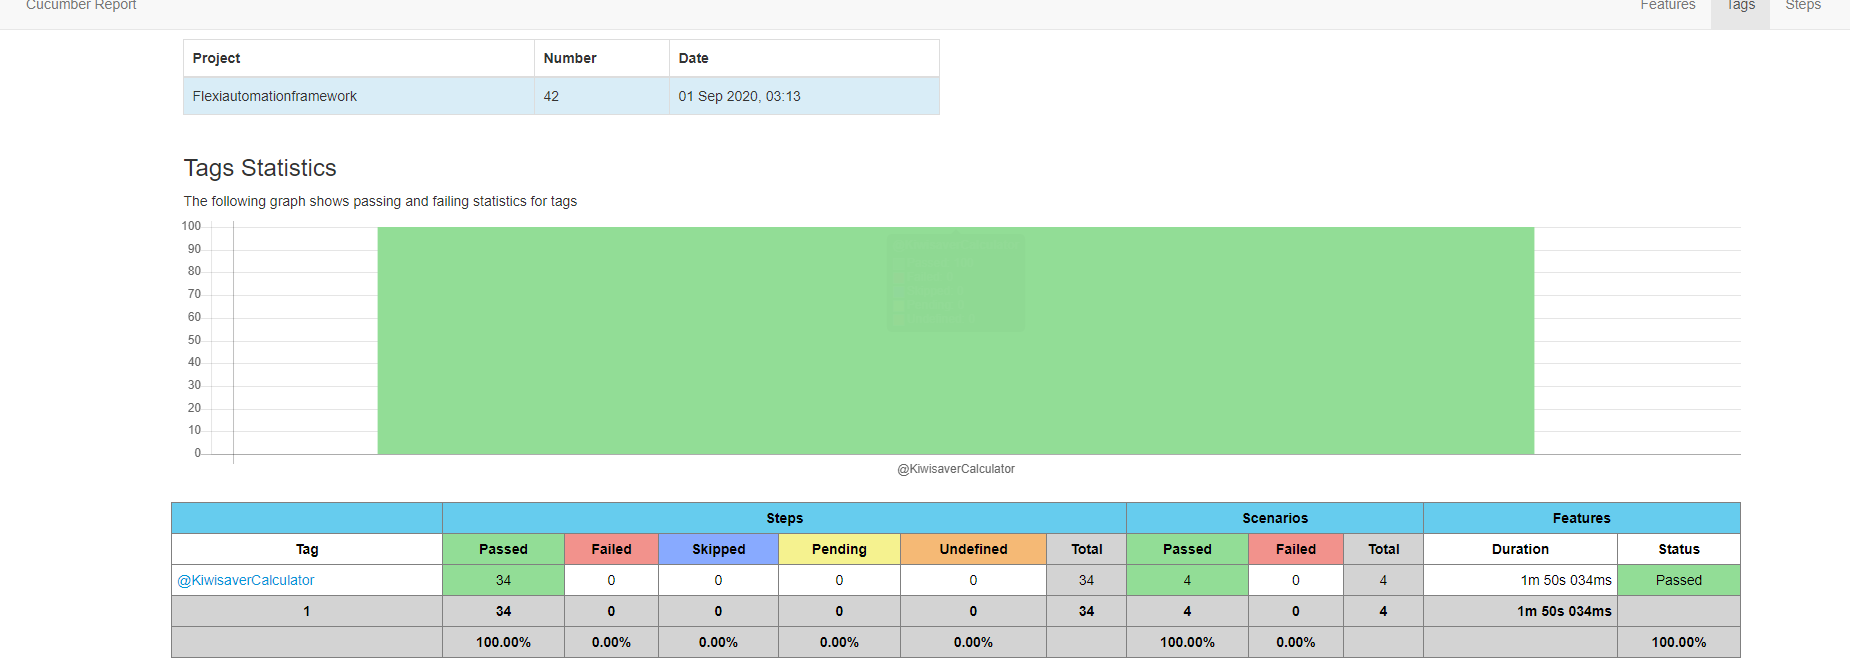 Cucumber Report Features Tags Steps
Project Number Date
Flexiautomationframework 42 01 Sep 2020, 03:13
Tags Statistics
The following graph shows passing and failing statistics for tags
100
90
80
70
60
50
40
30
20
10
0
@KiwisaverCalculator
Steps Scenarios Features
Tag Passed Failed Skipped Pending Undefined Total Passed Failed Total Duration Status
@KiwisaverCalculator 34 0 0 0 0 34 4 0 4 1m 50s 034ms Passed
1 34 0 0 0 0 34 4 0 4 1m 50s 034ms
100.00% 0.00% 0.00% 0.00% 0.00% 100.00% 0.00% 100.00%